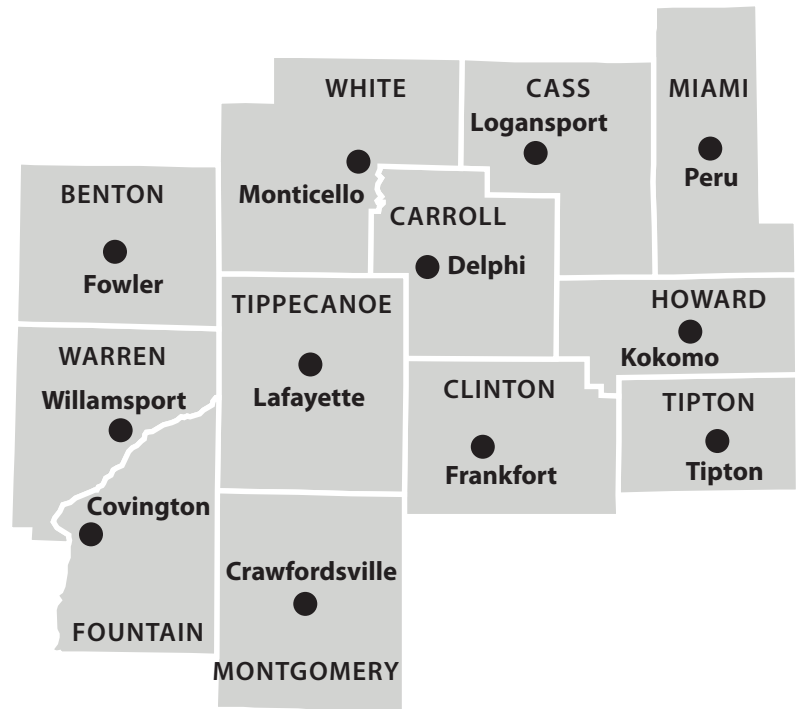 WHITE
CASS
MIAMI
Logansport
Monticello
Peru
BENTON
CARROLL
Fowler
Delphi
TIPPECANOE
HOWARD
WARREN
Kokomo
Willamsport
Lafayette
CLINTON
TIPTON
Frankfort
Tipton
Covington
Crawfordsville
FOUNTAIN
MONTGOMERY